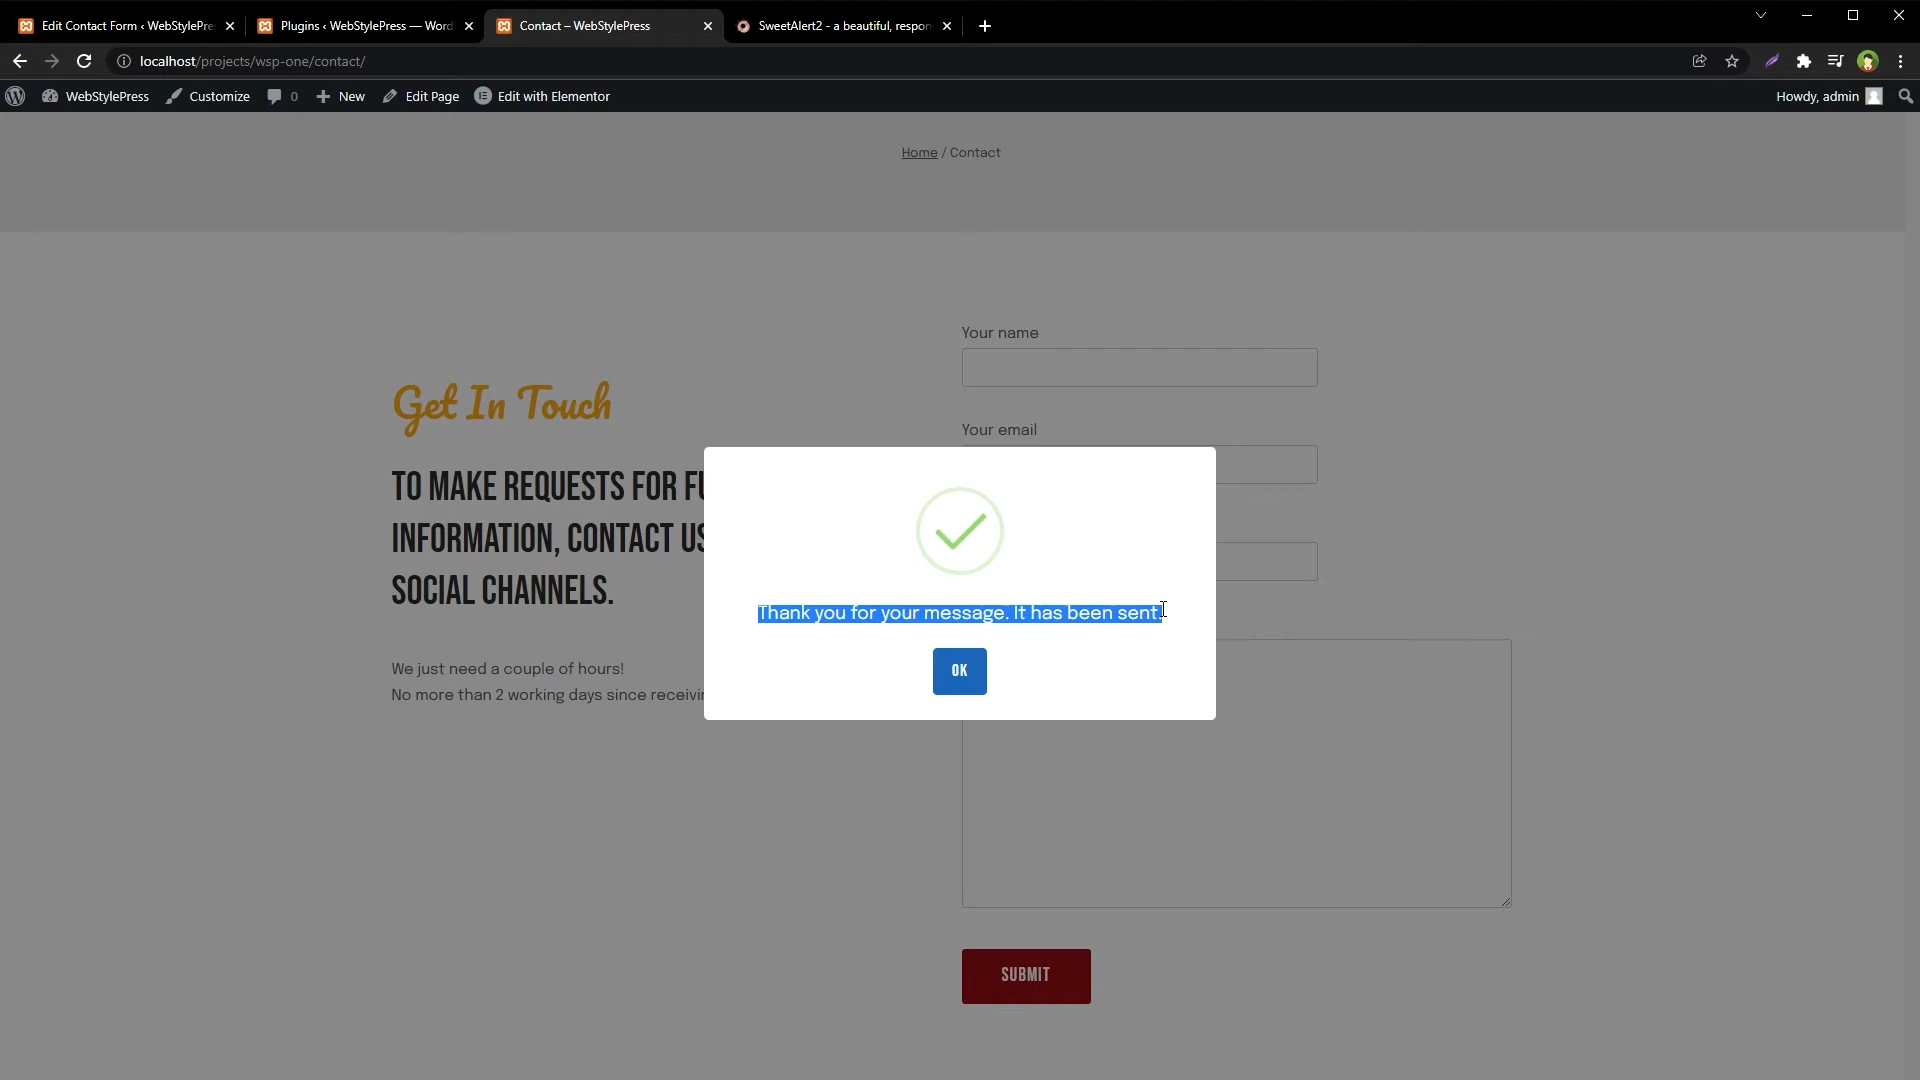 Edit Contact Form ‹ WebStylePre
Plugins ‹ WebStylePress — Word
Contact – WebStylePress
SweetAlert2 - a beautiful, respon
localhost/projects/wsp-one/contact/
WebStylePress
Customize
0
New
Edit Page
Edit with Elementor
Howdy, admin
Home / Contact
Your name
Get In Touch
Your email
TO MAKE REQUESTS FOR FU
INFORMATION, CONTACT US
SOCIAL CHANNELS.
Thank you for your message. It has been sent.
OK
We just need a couple of hours!
No more than 2 working days since receivin
SUBMIT